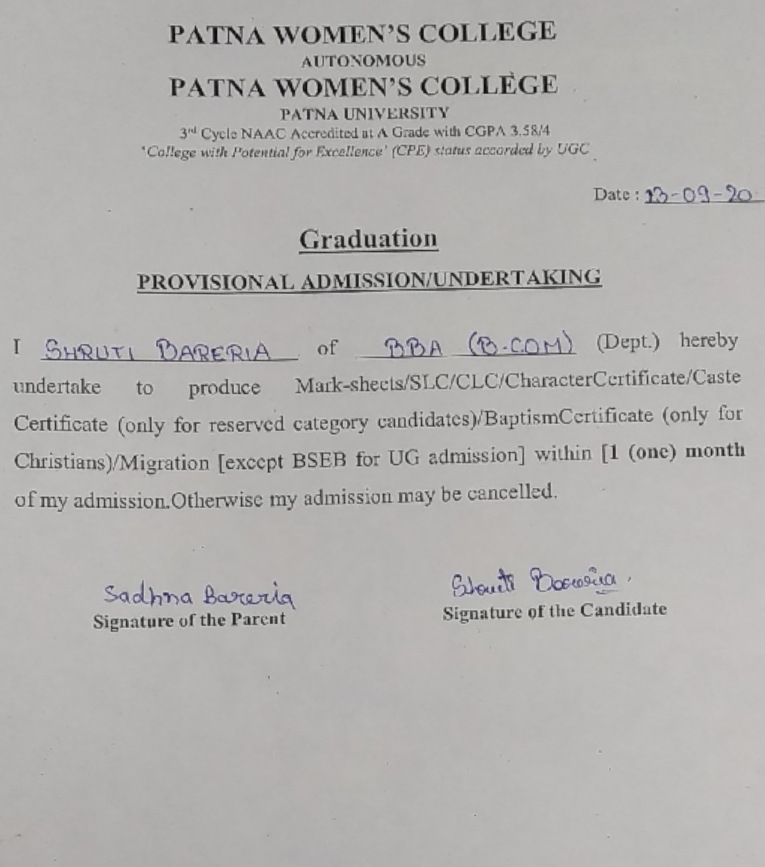 PATNA WOMEN'S COLLEGE
AUTONOMOUS
PATNA WOMEN'S COLLEGE
PATNA UNIVERSITY
3rd Cycle NAAC Accredited at A Grade with CGPA 3.58/4
'College with Potential for Excellence' (CPE) status accorded by UGC
Date : 13-09-20
Graduation
PROVISIONAL ADMISSION/UNDERTAKING
I SHRUTI BARERIA of BBA (B.COM) (Dept.) hereby
undertake to produce Mark-sheets/SLC/CLC/CharacterCertificate/Caste
Certificate (only for reserved category candidates)/BaptismCertificate (only for
Christians)/Migration [except BSEB for UG admission] within [1 (one) month
of my admission.Otherwise my admission may be cancelled.
Sadhna Bareria Shruti Bareria
Signature of the Parent Signature of the Candidate